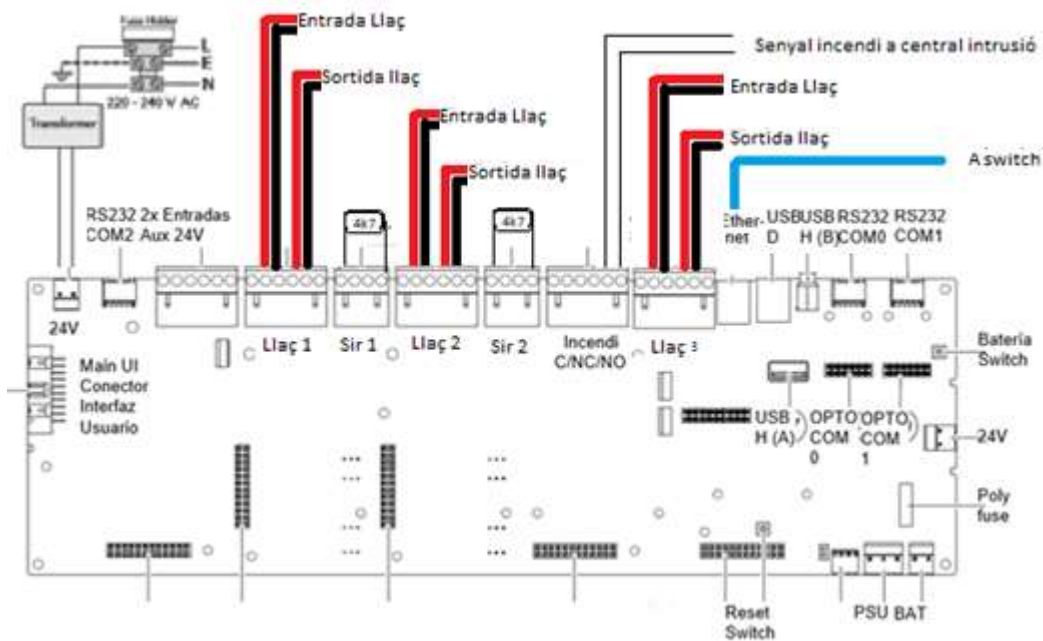 Fuse Holder
L
E
N
220 - 240 V AC
Transformer
Entrada Llaç
Sortida llaç
Entrada Llaç
Sortida llaç
Senyal incendi a central intrusió
Entrada Llaç
Sortida llaç
A switch
RS232
COM2
2x Entradas
Aux 24V
4k7
4k7
Ether-
net
USB
D
USB
H (B)
RS232
COM0
RS232
COM1
24V
Llaç 1
Sir 1
Llaç 2
Sir 2
Incendi
C/NC/NO
Llaç 3
Main UI
Conector
Interfaz
Usuario
Batería
Switch
USB
H (A)
OPTO
COM
0
OPTO
COM
1
24V
Poly
fuse
Reset
Switch
PSU
BAT